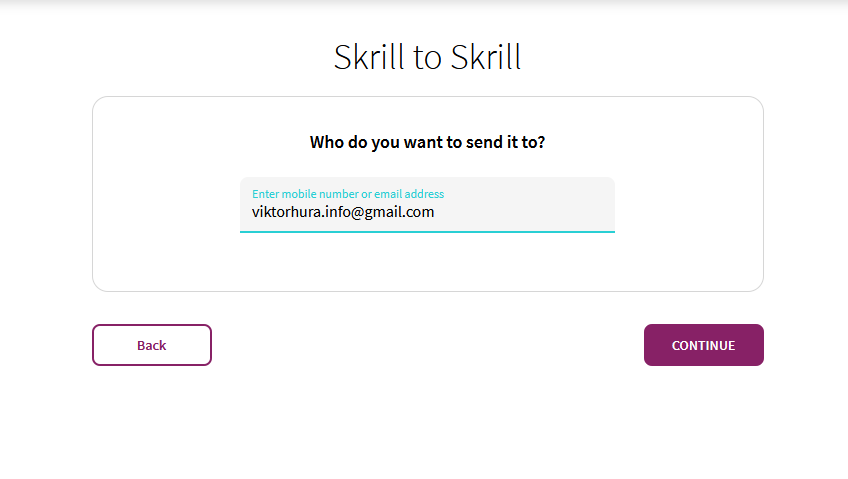 Skrill to Skrill
Who do you want to send it to?
Enter mobile number or email address
viktorhura.info@gmail.com
Back
CONTINUE